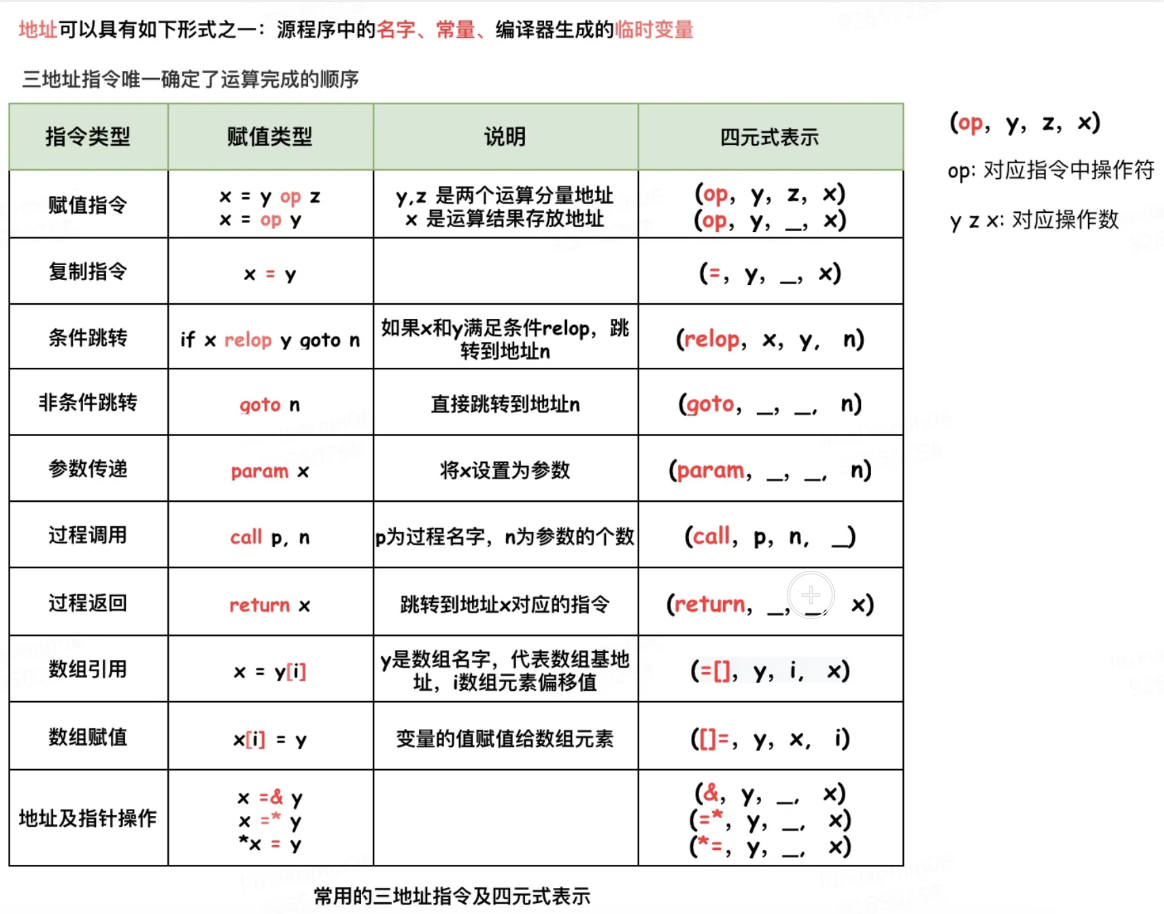 地址可以具有如下形式之一：源程序中的名字、常量、编译器生成的临时变量
三地址指令唯一确定了运算完成的顺序
指令类型 赋值类型 说明 四元式表示
赋值指令
x = y op z
x = op y
y,z 是两个运算分量地址
x 是运算结果存放地址
(op, y, z, x)
(op, y, _, x)
复制指令 x = y (=, y, _, x)
条件跳转 if x relop y goto n
如果x和y满足条件relop，跳
转到地址n
(relop, x, y, n)
非条件跳转 goto n 直接跳转到地址n (goto, _, _, n)
参数传递 param x 将x设置为参数 (param, _, _, n)
过程调用 call p, n p为过程名字，n为参数的个数 (call, p, n, _)
过程返回 return x 跳转到地址x对应的指令 (return, _, _, x)
数组引用 x = y[i]
y是数组名字，代表数组基地
址，i数组元素偏移值
(=[], y, i, x)
数组赋值 x[i] = y 变量的值赋值给数组元素 ([]=, y, x, i)
地址及指针操作
x =& y
x =* y
*x = y
(&, y, _, x)
(=*, y, _, x)
(*=, y, _, x)
常用的三地址指令及四元式表示
(op, y, z, x)
op: 对应指令中操作符
y z x: 对应操作数